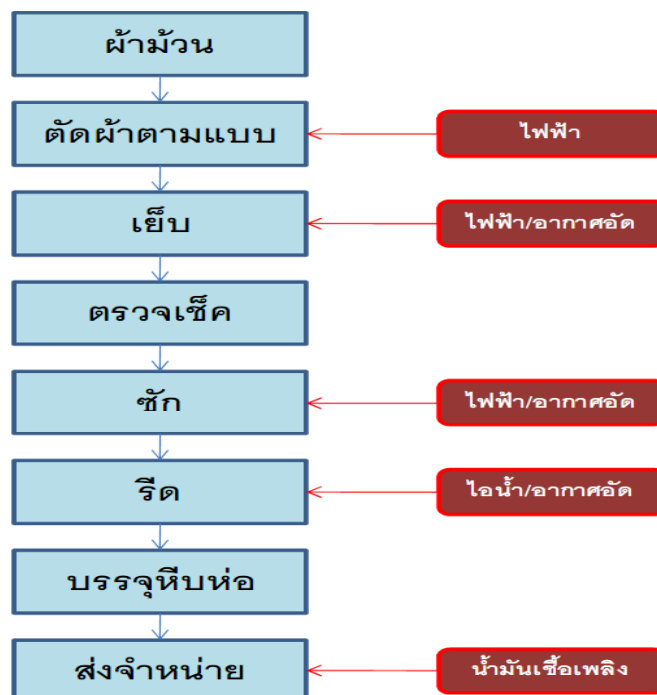 ผ้าม้วน
ตัดผ้าตามแบบ
ไฟฟ้า
เย็บ
ไฟฟ้า/อากาศอัด
ตรวจเช็ค
ซัก
ไฟฟ้า/อากาศอัด
รีด
ไอน้ำ/อากาศอัด
บรรจุหีบห่อ
ส่งจำหน่าย
น้ำมันเชื้อเพลิง